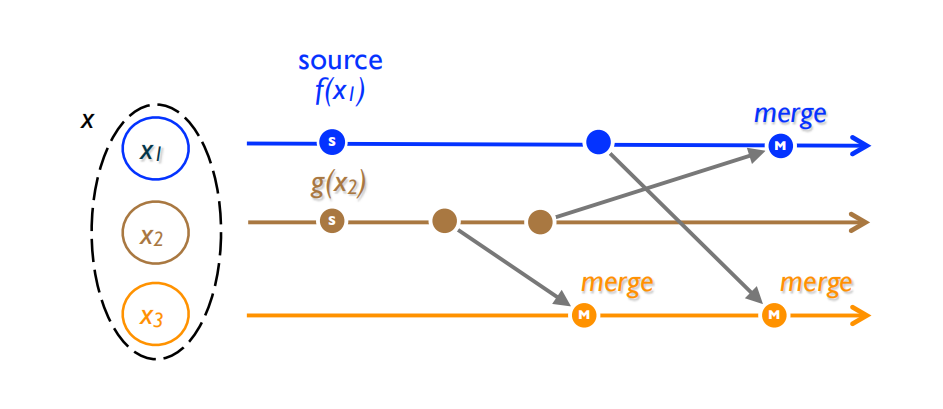 source
f(x1)
merge
x
x1
S
M
g(x2)
x2
S
merge
merge
x3
M
M